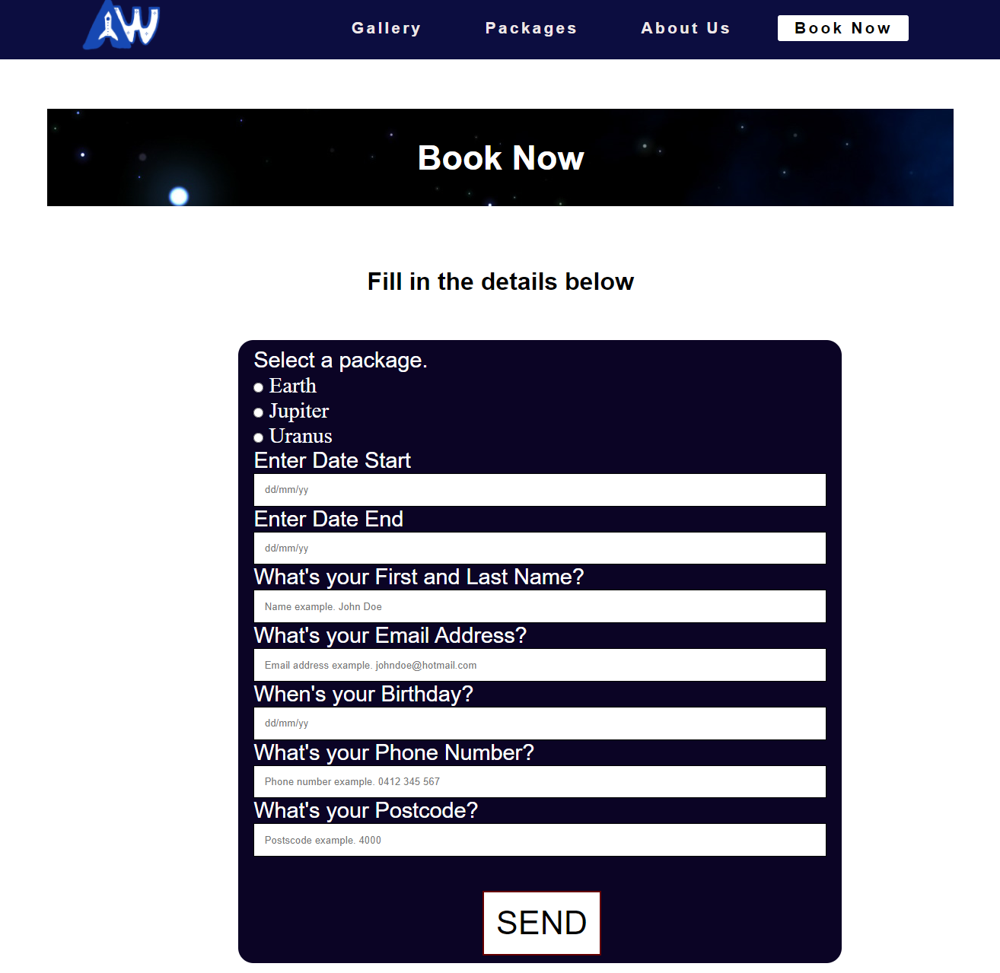 AW
Gallery Packages About Us Book Now
Book Now
Fill in the details below
Select a package.
Earth
Jupiter
Uranus
Enter Date Start
dd/mm/yy
Enter Date End
dd/mm/yy
What's your First and Last Name?
Name example. John Doe
What's your Email Address?
Email address example. johndoe@hotmail.com
When's your Birthday?
dd/mm/yy
What's your Phone Number?
Phone number example. 0412 345 567
What's your Postcode?
Postscode example. 4000
SEND